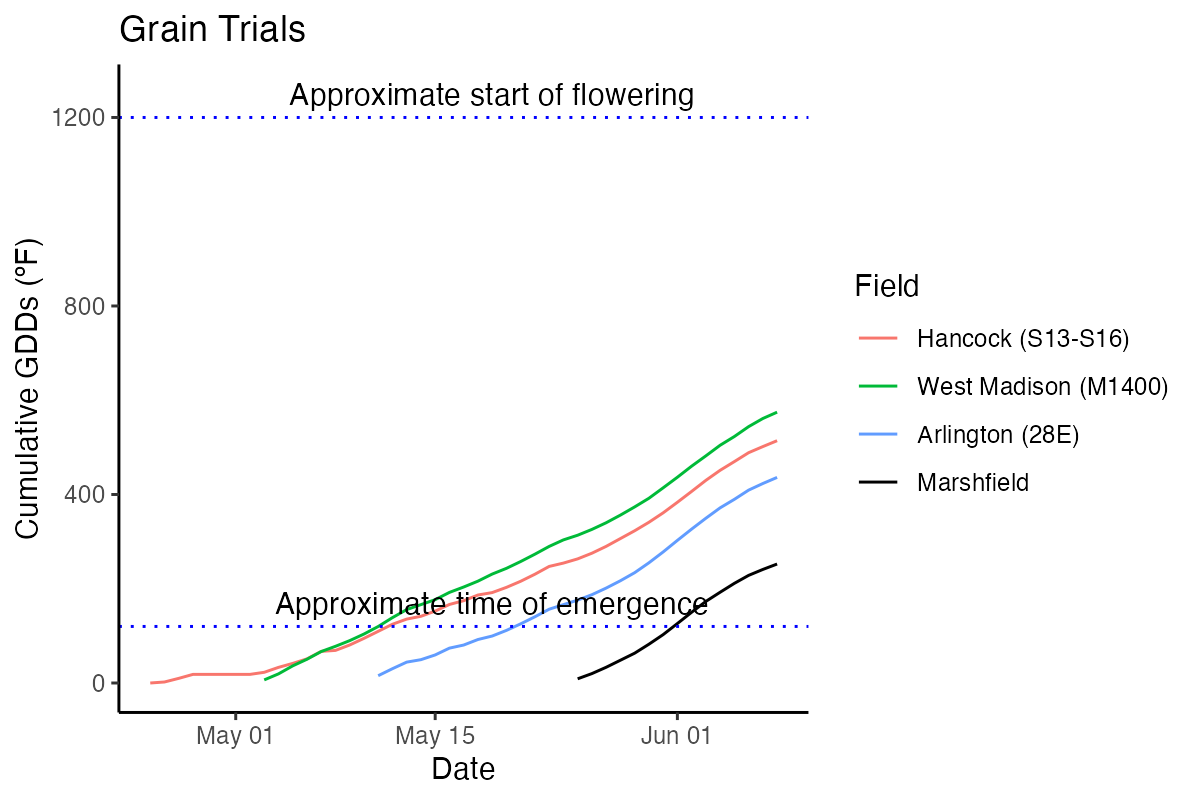 Grain Trials
Approximate start of flowering
1200
800
400
0
Approximate time of emergence
Cumulative GDDs (°F)
May 01
May 15
Jun 01
Date
Field
Hancock (S13-S16)
West Madison (M1400)
Arlington (28E)
Marshfield